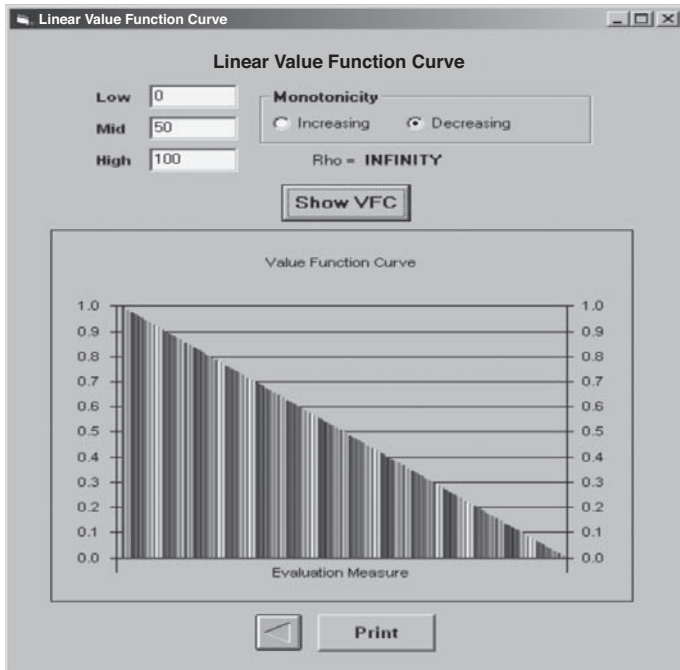 Linear Value Function Curve
Linear Value Function Curve
Low 0
Mid 50
High 100
Monotonicity
Increasing Decreasing
Rho = INFINITY
Show VFC
Value Function Curve
1.0 1.0
0.9 0.9
0.8 0.8
0.7 0.7
0.6 0.6
0.5 0.5
0.4 0.4
0.3 0.3
0.2 0.2
0.1 0.1
0.0 0.0
Evaluation Measure
Print